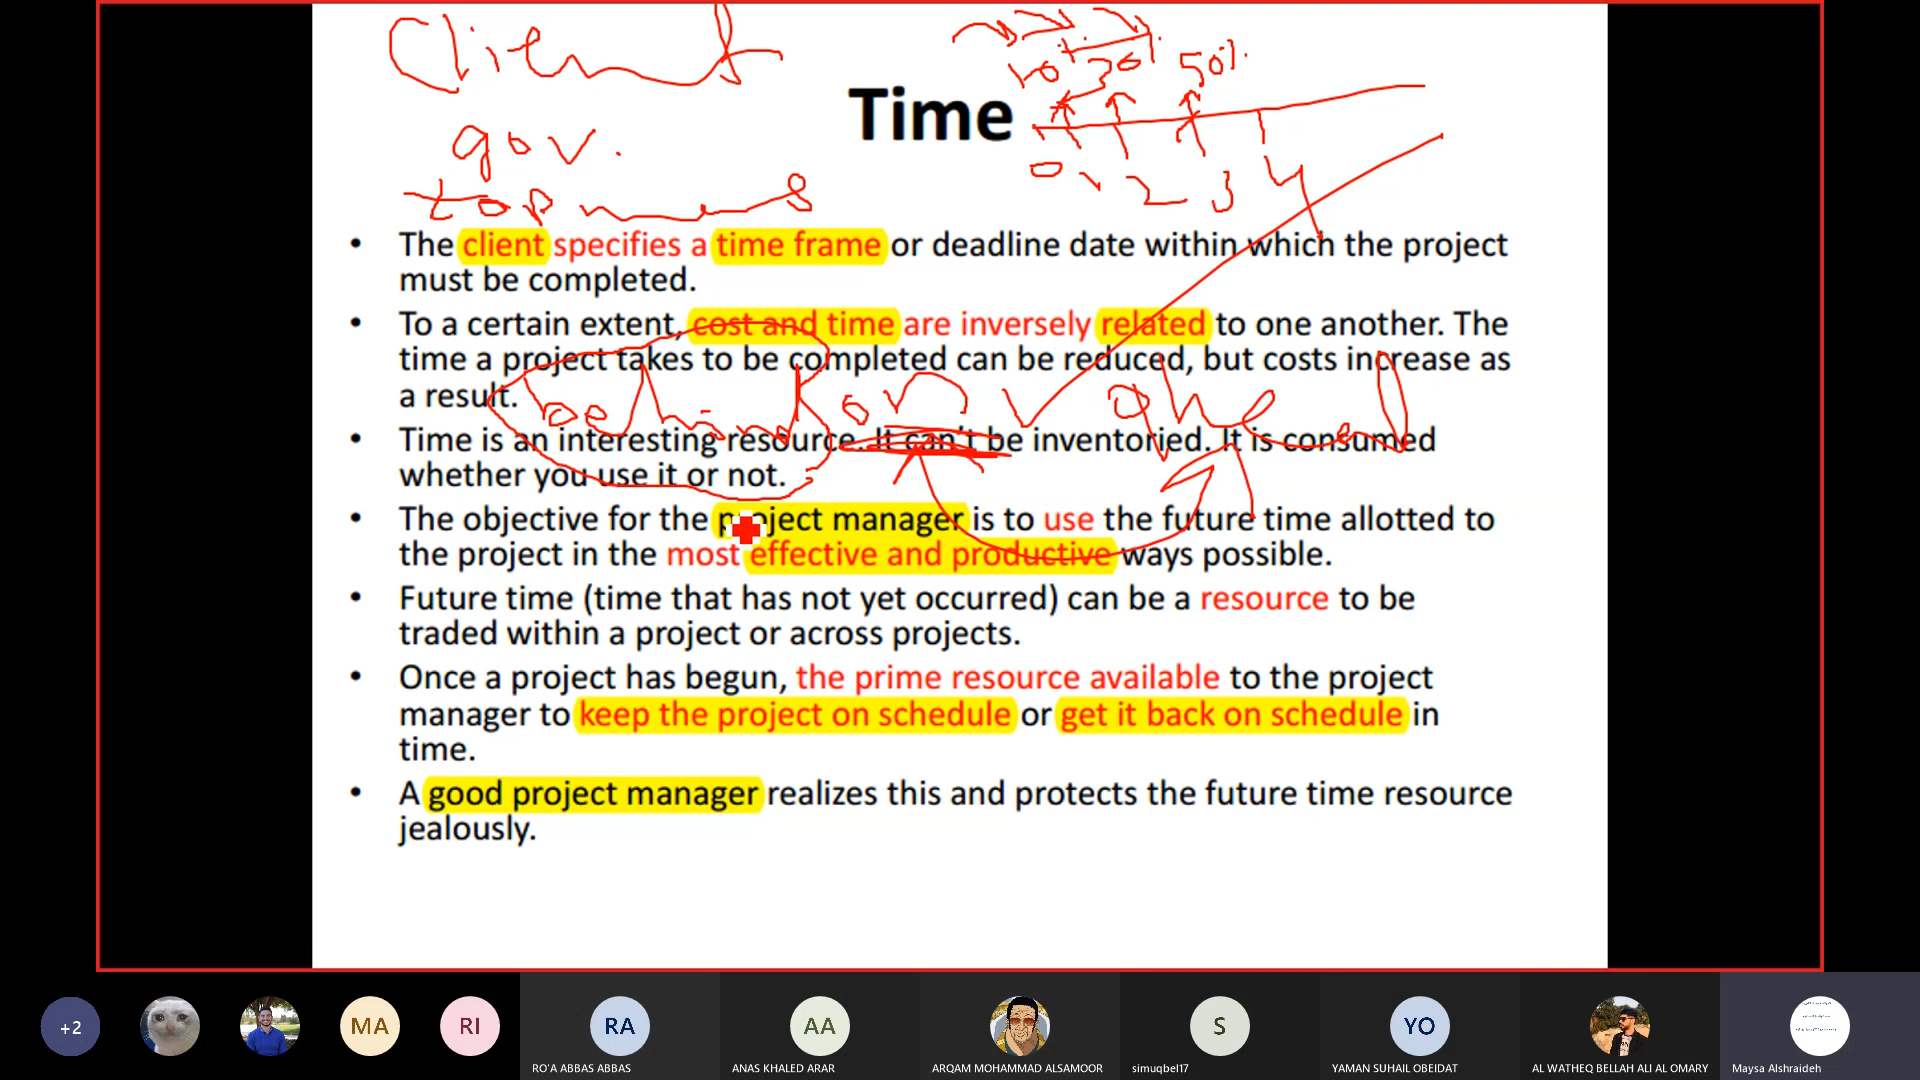 Client
10 30% 50%
Time
gov.
0 1 2 3 4
top
• The client specifies a time frame or deadline date within which the project
must be completed.
• To a certain extent, cost and time are inversely related to one another. The
time a project takes to be completed can be reduced, but costs increase as
a result.
behind on ahead
• Time is an interesting resource. It can't be inventoried. It is consumed
whether you use it or not.
• The objective for the project manager is to use the future time allotted to
the project in the most effective and productive ways possible.
• Future time (time that has not yet occurred) can be a resource to be
traded within a project or across projects.
• Once a project has begun, the prime resource available to the project
manager to keep the project on schedule or get it back on schedule in
time.
• A good project manager realizes this and protects the future time resource
jealously.
+2 MA RI RA AA S YO
RO'A ABBAS ABBAS ANAS KHALED ARAR ARQAM MOHAMMAD ALSAMOOR simuqbel17 YAMAN SUHAIL OBEIDAT AL WATHEQ BELLAH ALI AL OMARY Maysa Alshraideh